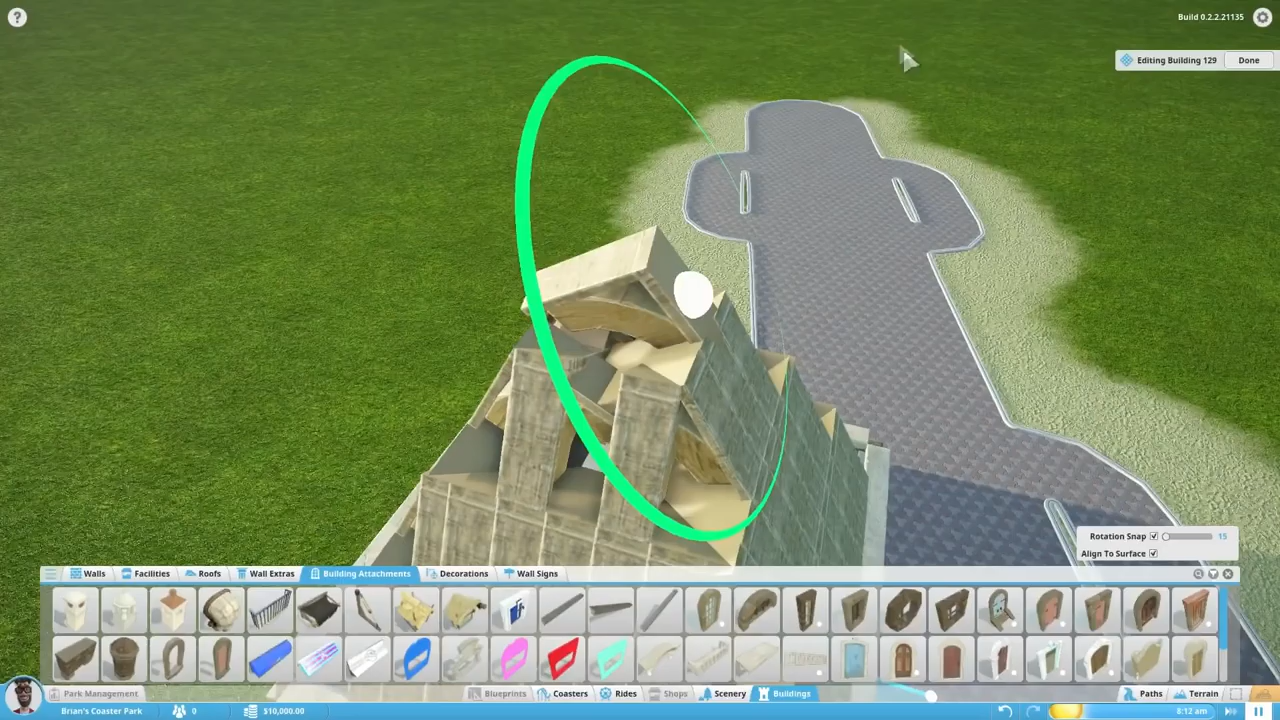 ?
Build 0.2.2.21135
Editing Building 129
Done
Rotation Snap
15
Align To Surface
Walls
Facilities
Roofs
Wall Extras
Building Attachments
Decorations
Wall Signs
Park Management
Blueprints
Coasters
Rides
Shops
Scenery
Buildings
Paths
Terrain
Brian's Coaster Park
0
$10,000.00
8:12 am